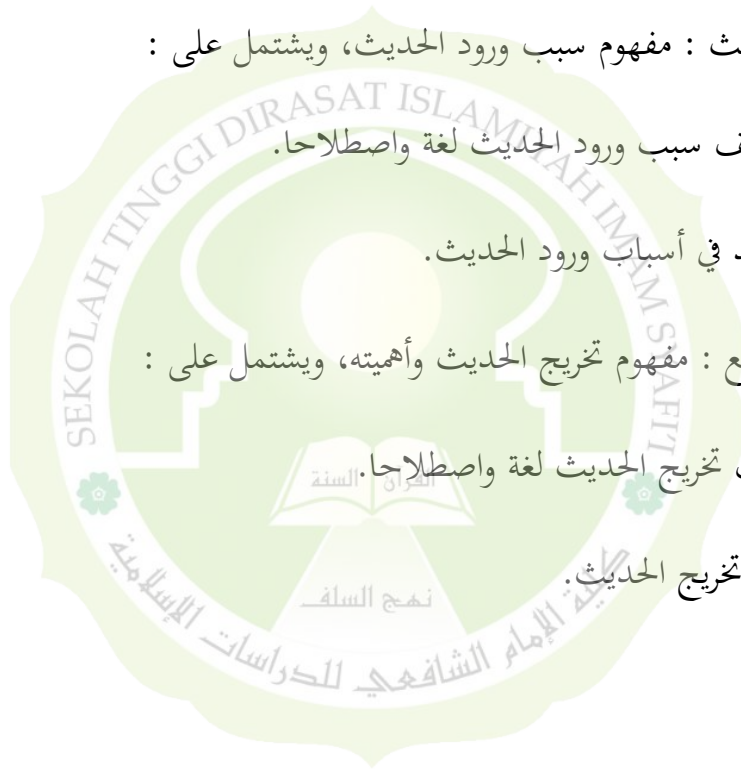 ث : مفهوم سبب ورود الحديث، ويشتمل على :
ف سبب ورود الحديث لغة واصطلاحا.
في أسباب ورود الحديث.
ع : مفهوم تخريج الحديث وأهميته، ويشتمل على :
تخريج الحديث لغة واصطلاحا.
تخريج الحديث.
SEKOLAH TINGGI DIRASAT ISLAMIYAH IMAM SYAFI'I
القرآن السنة
نهج السلف
كلية الإمام الشافعي للدراسات الإسلامية